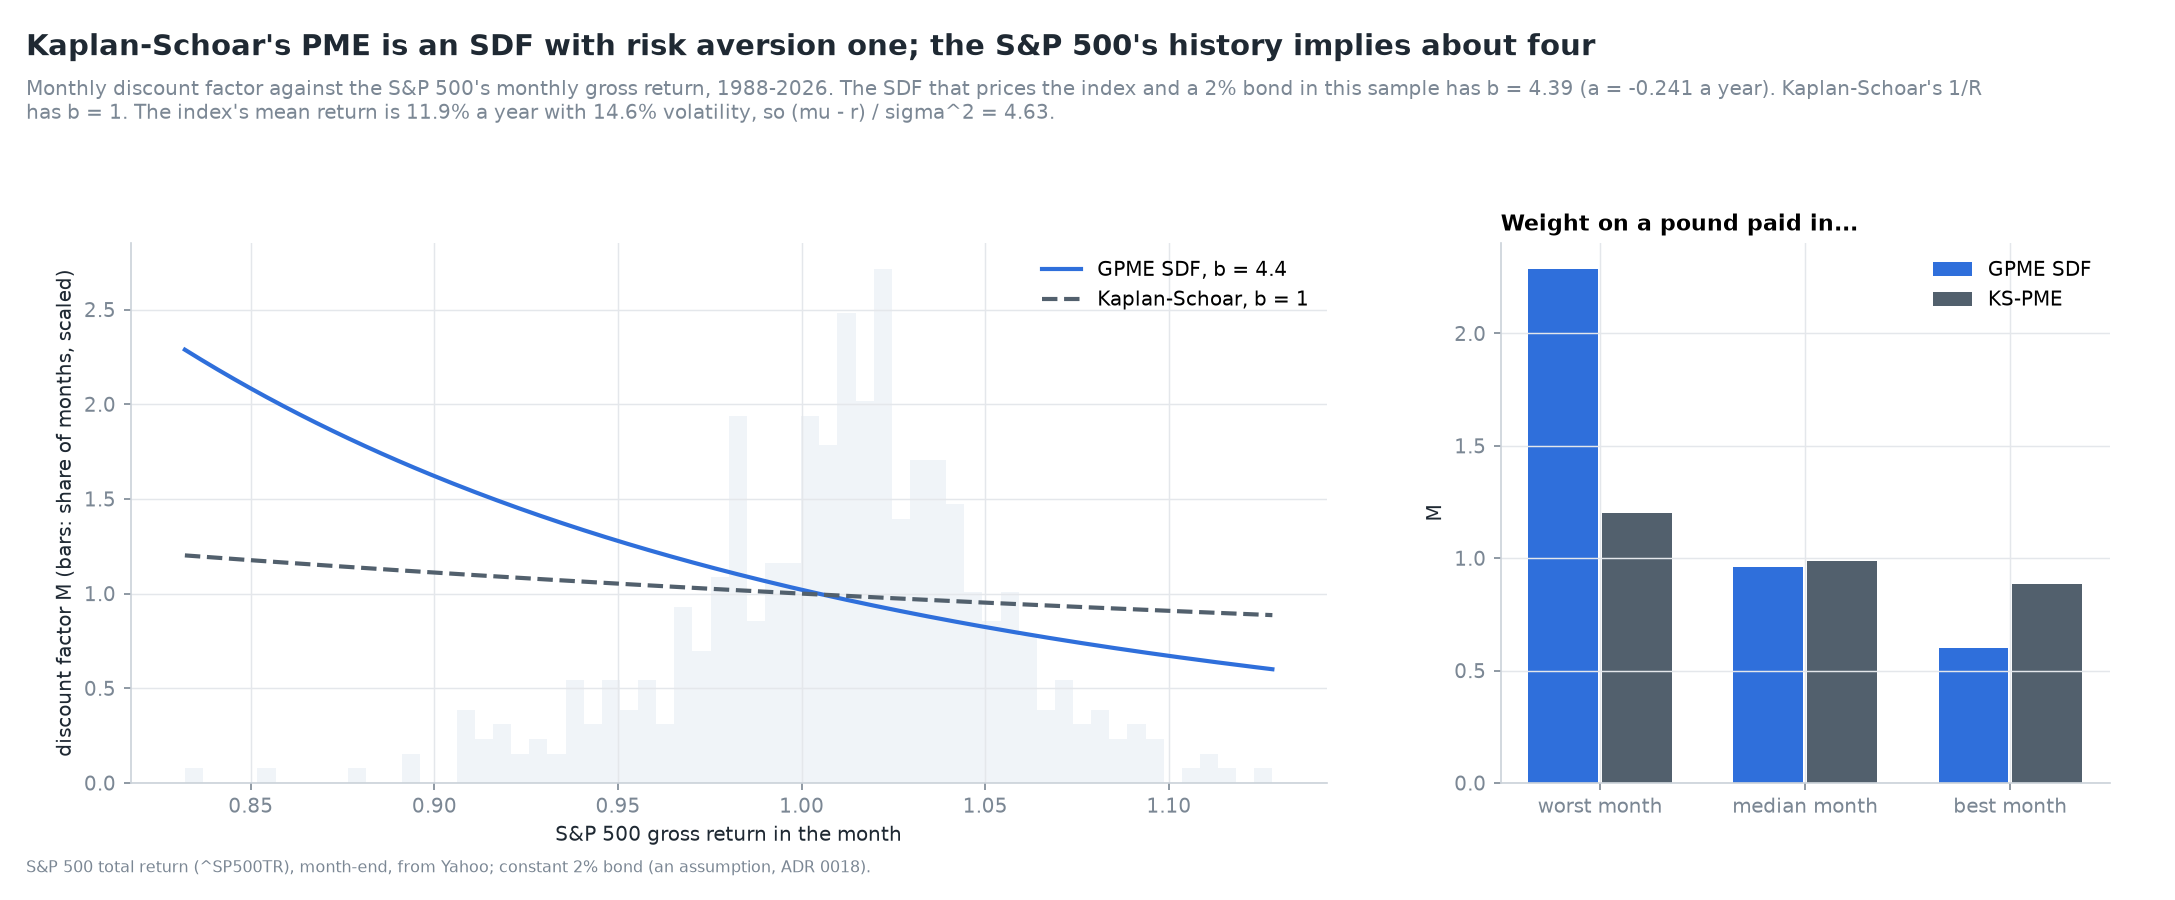 Kaplan-Schoar's PME is an SDF with risk aversion one; the S&P 500's history implies about four
Monthly discount factor against the S&P 500's monthly gross return, 1988-2026. The SDF that prices the index and a 2% bond in this sample has b = 4.39 (a = -0.241 a year). Kaplan-Schoar's 1/R
has b = 1. The index's mean return is 11.9% a year with 14.6% volatility, so (mu - r) / sigma^2 = 4.63.
discount factor M (bars: share of months, scaled)
2.5
2.0
1.5
1.0
0.5
0.0
GPME SDF, b = 4.4
Kaplan-Schoar, b = 1
0.85
0.90
0.95
1.00
1.05
1.10
S&P 500 gross return in the month
Weight on a pound paid in...
M
2.0
1.5
1.0
0.5
0.0
GPME SDF
KS-PME
worst month
median month
best month
S&P 500 total return (^SP500TR), month-end, from Yahoo; constant 2% bond (an assumption, ADR 0018).